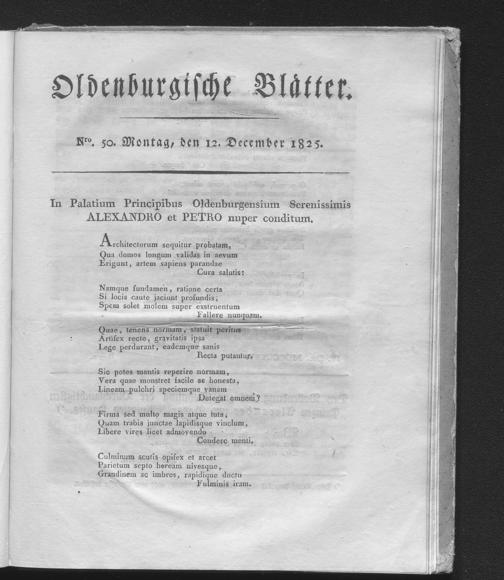 Oldenburgische Blätter.
Nro. 50. Montag, den 12. December 1825.
In Palatium Principibus Oldenburgensium Serenissimis
ALEXANDRO et PETRO nuper conditum.
Architectorum sequitur probatam,
Qua domos longum validas in aevum
Erigunt, artem sapiens parandae
Cura salutis:
Namque fundamen, ratione certa
Si locis caute jaciunt profundis;
Spem solet molem super exstruentum
Fallere nunquam.
Quae, tenens normam, statuit peritus
Artifex recte, gravitatis ipsa
Lege perdurant, eademque sanis
Recta putantur.
Sic potes mentis reperire normam,
Vera quae monstret facile ac honesta,
Lineam pulchri speciemque vanam
Detegat omnem?
Firma sed multo magis atque tuta,
Quam trabis junctae lapidisque vinclum,
Libere vires licet admovendo
Condere menti.
Culminum scutis opifex et arcet
Parietum septo boream nivesque,
Grandinem ac imbres, rapidique ductu
Fulminis iram.